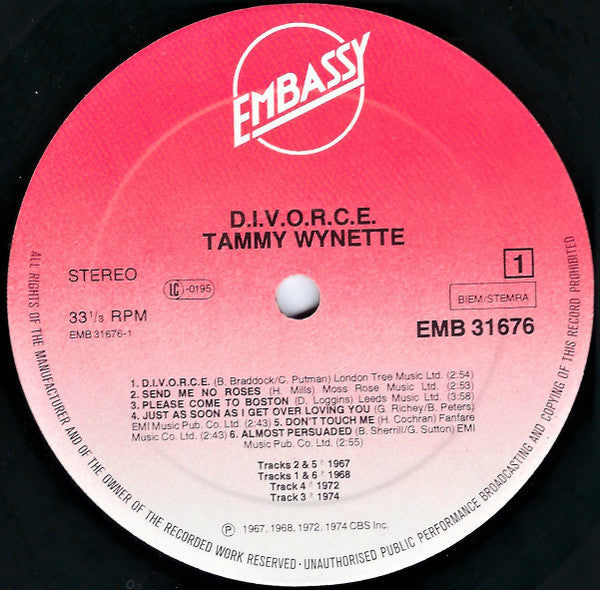 EMBASSY
D.I.V.O.R.C.E.
TAMMY WYNETTE
STEREO
LC -0195
1
33 1/3 RPM
BIEM/STEMRA
EMB 31676-1
EMB 31676
1. D.I.V.O.R.C.E. (B. Braddock/C. Putman) London Tree Music Ltd. (2:54)
2. SEND ME NO ROSES (H. Mills) Moss Rose Music Ltd. (2:53)
3. PLEASE COME TO BOSTON (D. Loggins) Leeds Music Ltd. (3:58)
4. JUST AS SOON AS I GET OVER LOVING YOU (G. Richey/B. Peters)
EMI Music Pub. Co. Ltd. (2:43) 5. DON'T TOUCH ME (H. Cochran) Fanfare
Music Co. Ltd. (2:43) 6. ALMOST PERSUADED (B. Sherrill/G. Sutton) EMI
Music Pub. Co. Ltd. (2:55)
Tracks 2 & 5 ℗ 1967
Tracks 1 & 6 ℗ 1968
Track 4 ℗ 1972
Track 3 ℗ 1974
℗ 1967, 1968, 1972, 1974 CBS Inc.
ALL RIGHTS OF THE MANUFACTURER AND OF THE OWNER OF THE RECORDED WORK RESERVED - UNAUTHORISED PUBLIC PERFORMANCE BROADCASTING AND COPYING OF THIS RECORD PROHIBITED